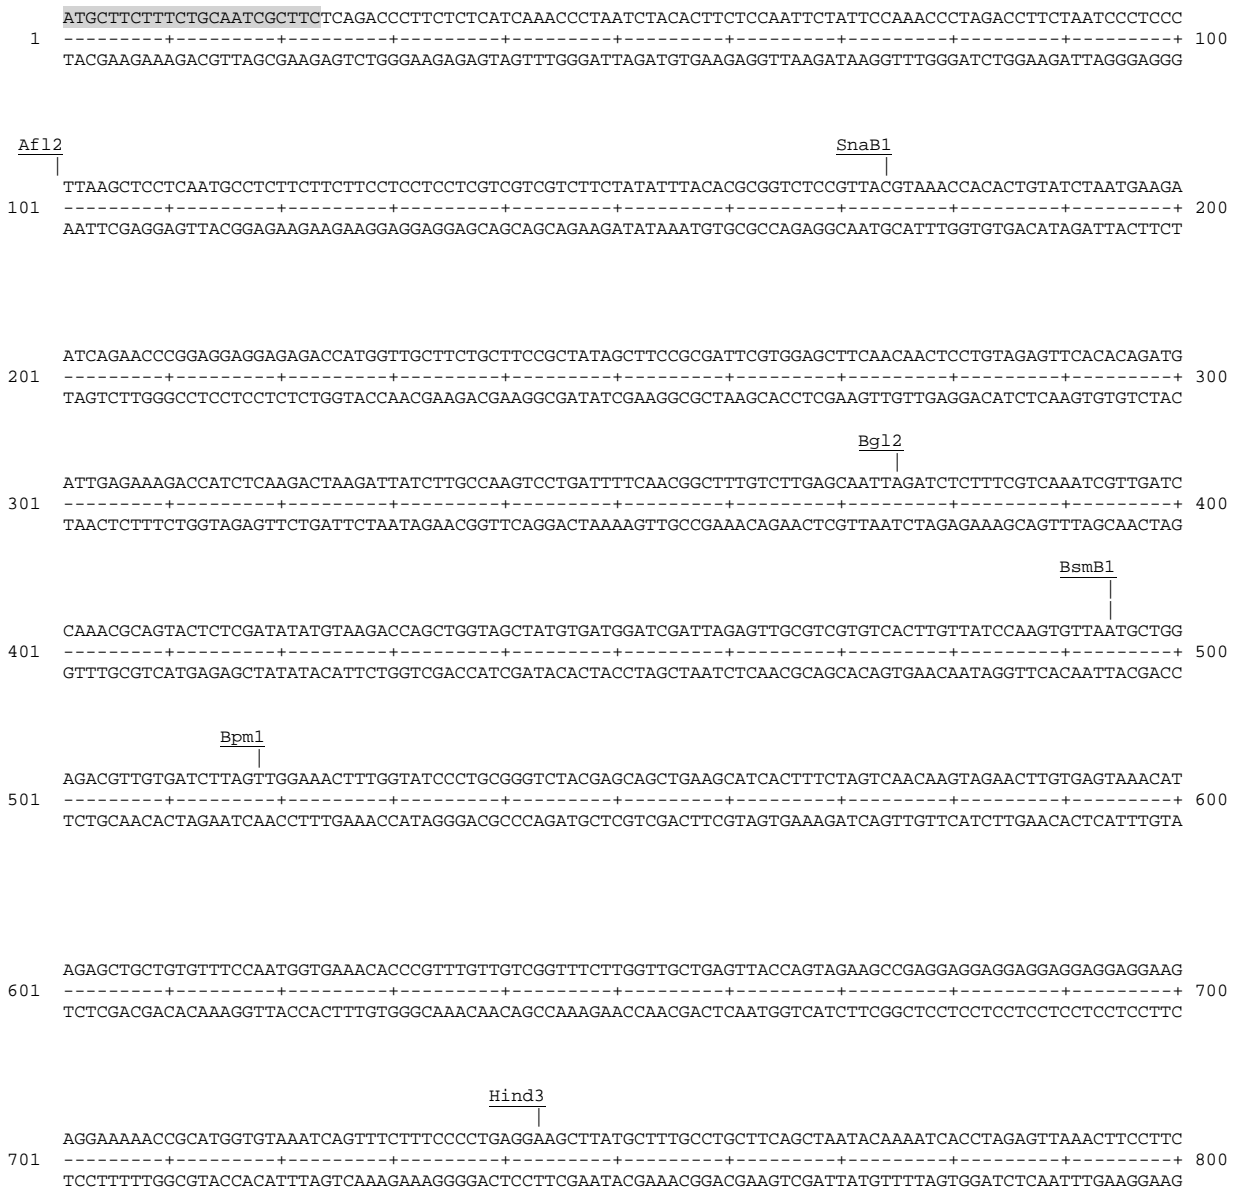 ATGCTTCTTTCTGCAATCGCTTCTCAGACCCTTCTCTCATCAAACCCTAATCTACACTTCTCCAATTCTATTCCAAACCCTAGACCTTCTAATCCCTCCC
1 ---------+---------+---------+---------+---------+---------+---------+---------+---------+---------+ 100
TACGAAGAAAGACGTTAGCGAAGAGTCTGGGAAGAGAGTAGTTTGGGATTAGATGTGAAGAGGTTAAGATAAGGTTTGGGATCTGGAAGATTAGGGAGGG
Afl2 SnaB1
TTAAGCTCCTCAATGCCTCTTCTTCTTCCTCCTCCTCGTCGTCGTCTTCTATATTTACACGCGGTCTCCGTTACGTAAACCACACTGTATCTAATGAAGA
101 ---------+---------+---------+---------+---------+---------+---------+---------+---------+---------+ 200
AATTCGAGGAGTTACGGAGAAGAAGAAGGAGGAGGAGCAGCAGCAGAAGATATAAATGTGCGCCAGAGGCAATGCATTTGGTGTGACATAGATTACTTCT
ATCAGAACCCGGAGGAGGAGAGACCATGGTTGCTTCTGCTTCCGCTATAGCTTCCGCGATTCGTGGAGCTTCAACAACTCCTGTAGAGTTCACACAGATG
201 ---------+---------+---------+---------+---------+---------+---------+---------+---------+---------+ 300
TAGTCTTGGGCCTCCTCCTCTCTGGTACCAACGAAGACGAAGGCGATATCGAAGGCGCTAAGCACCTCGAAGTTGTTGAGGACATCTCAAGTGTGTCTAC
Bgl2
ATTGAGAAAGACCATCTCAAGACTAAGATTATCTTGCCAAGTCCTGATTTTCAACGGCTTTGTCTTGAGCAATTAGATCTCTTTCGTCAAATCGTTGATC
301 ---------+---------+---------+---------+---------+---------+---------+---------+---------+---------+ 400
TAACTCTTTCTGGTAGAGTTCTGATTCTAATAGAACGGTTCAGGACTAAAAGTTGCCGAAACAGAACTCGTTAATCTAGAGAAAGCAGTTTAGCAACTAG
BsmB1
CAAACGCAGTACTCTCGATATATGTAAGACCAGCTGGTAGCTATGTGATGGATCGATTAGAGTTGCGTCGTGTCACTTGTTATCCAAGTGTTAATGCTGG
401 ---------+---------+---------+---------+---------+---------+---------+---------+---------+---------+ 500
GTTTGCGTCATGAGAGCTATATACATTCTGGTCGACCATCGATACACTACCTAGCTAATCTCAACGCAGCACAGTGAACAATAGGTTCACAATTACGACC
Bpm1
AGACGTTGTGATCTTAGTTGGAAACTTTGGTATCCCTGCGGGTCTACGAGCAGCTGAAGCATCACTTTCTAGTCAACAAGTAGAACTTGTGAGTAAACAT
501 ---------+---------+---------+---------+---------+---------+---------+---------+---------+---------+ 600
TCTGCAACACTAGAATCAACCTTTGAAACCATAGGGACGCCCAGATGCTCGTCGACTTCGTAGTGAAAGATCAGTTGTTCATCTTGAACACTCATTTGTA
AGAGCTGCTGTGTTTCCAATGGTGAAACACCCGTTTGTTGTCGGTTTCTTGGTTGCTGAGTTACCAGTAGAAGCCGAGGAGGAGGAGGAGGAGGAGGAAG
601 ---------+---------+---------+---------+---------+---------+---------+---------+---------+---------+ 700
TCTCGACGACACAAAGGTTACCACTTTGTGGGCAAACAACAGCCAAAGAACCAACGACTCAATGGTCATCTTCGGCTCCTCCTCCTCCTCCTCCTCCTTC
Hind3
AGGAAAAACCGCATGGTGTAAATCAGTTTCTTTCCCCTGAGGAAGCTTATGCTTTGCCTGCTTCAGCTAATACAAAATCACCTAGAGTTAAACTTCCTTC
701 ---------+---------+---------+---------+---------+---------+---------+---------+---------+---------+ 800
TCCTTTTTGGCGTACCACATTTAGTCAAAGAAAGGGGACTCCTTCGAATACGAAACGGACGAAGTCGATTATGTTTTAGTGGATCTCAATTTGAAGGAAG